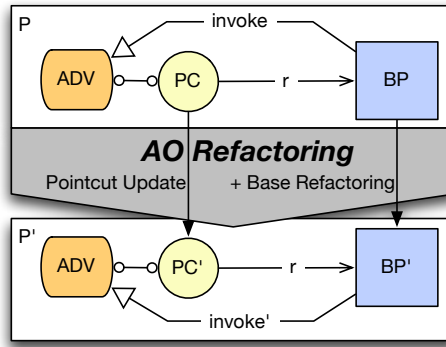 P
invoke
ADV
PC
r
BP
AO Refactoring
Pointcut Update + Base Refactoring
P'
ADV
PC'
r
BP'
invoke'